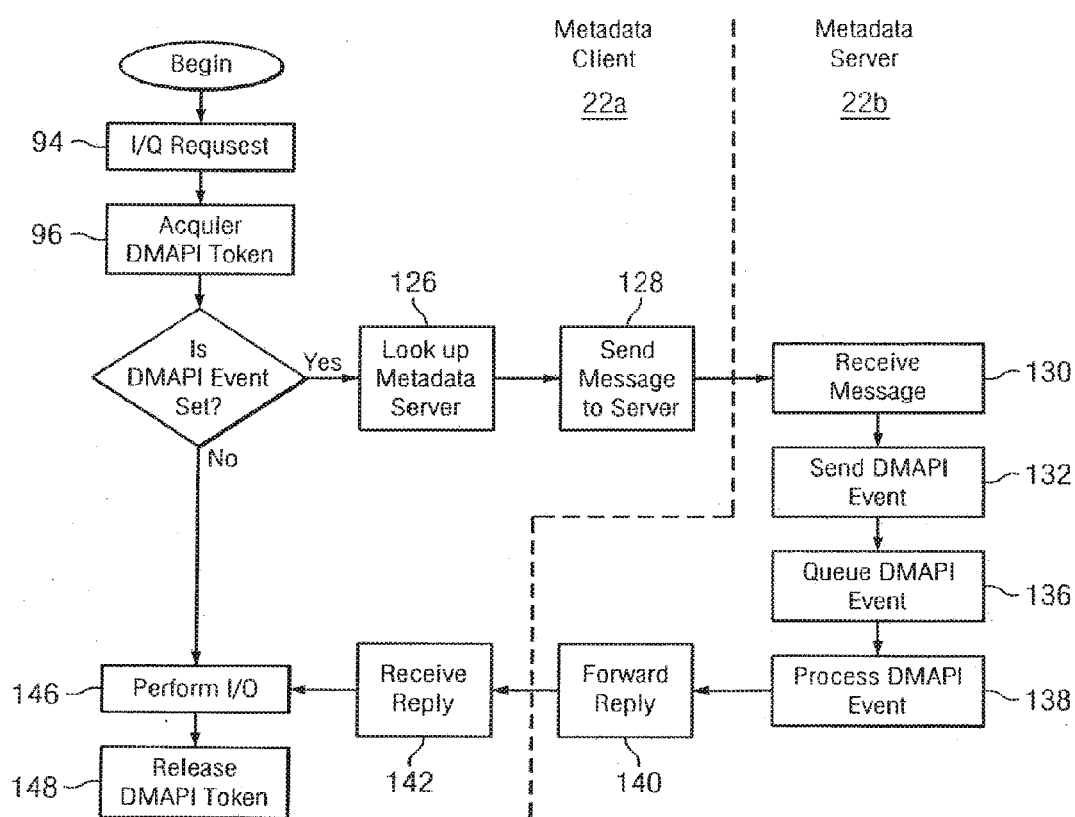 Metadata
Client
22a
Metadata
Server
22b
Begin
94
I/Q Requsest
96
Acquier
DMAPI Token
Is
DMAPI Event
Set?
Yes
No
126
Look up
Metadata
Server
128
Send
Message
to Server
Receive
Message
130
Send DMAPI
Event
132
Queue DMAPI
Event
136
Process DMAPI
Event
138
Forward
Reply
140
Receive
Reply
142
146
Perform I/O
148
Release
DMAPI Token